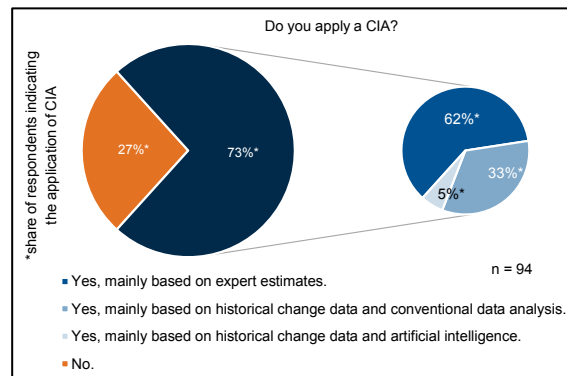 Do you apply a CIA?
*share of respondents indicating
the application of CIA
27%*
73%*
62%*
33%*
5%*
n = 94
Yes, mainly based on expert estimates.
Yes, mainly based on historical change data and conventional data analysis.
Yes, mainly based on historical change data and artificial intelligence.
No.